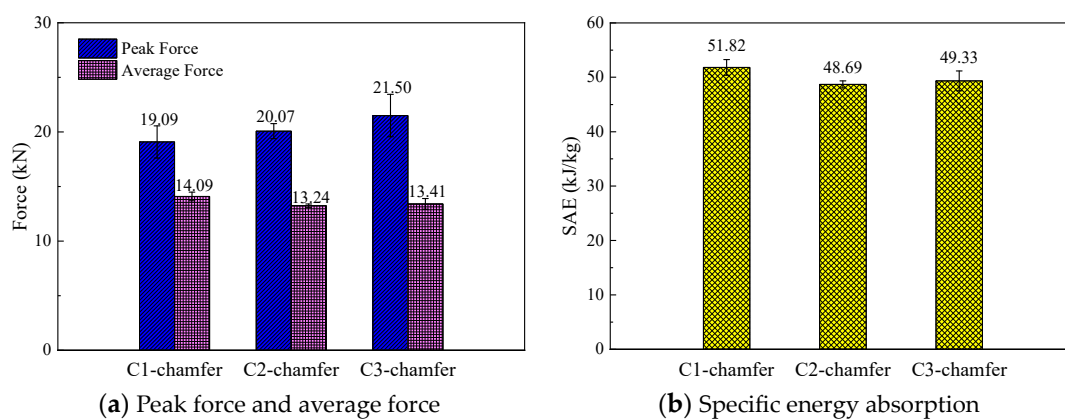 30
20
10
0
Force (kN)
Peak Force
Average Force
19.09
14.09
20.07
13.24
21.50
13.41
C1-chamfer C2-chamfer C3-chamfer
(a) Peak force and average force
60
50
40
30
20
10
0
SAE (kJ/kg)
51.82
48.69
49.33
C1-chamfer C2-chamfer C3-chamfer
(b) Specific energy absorption